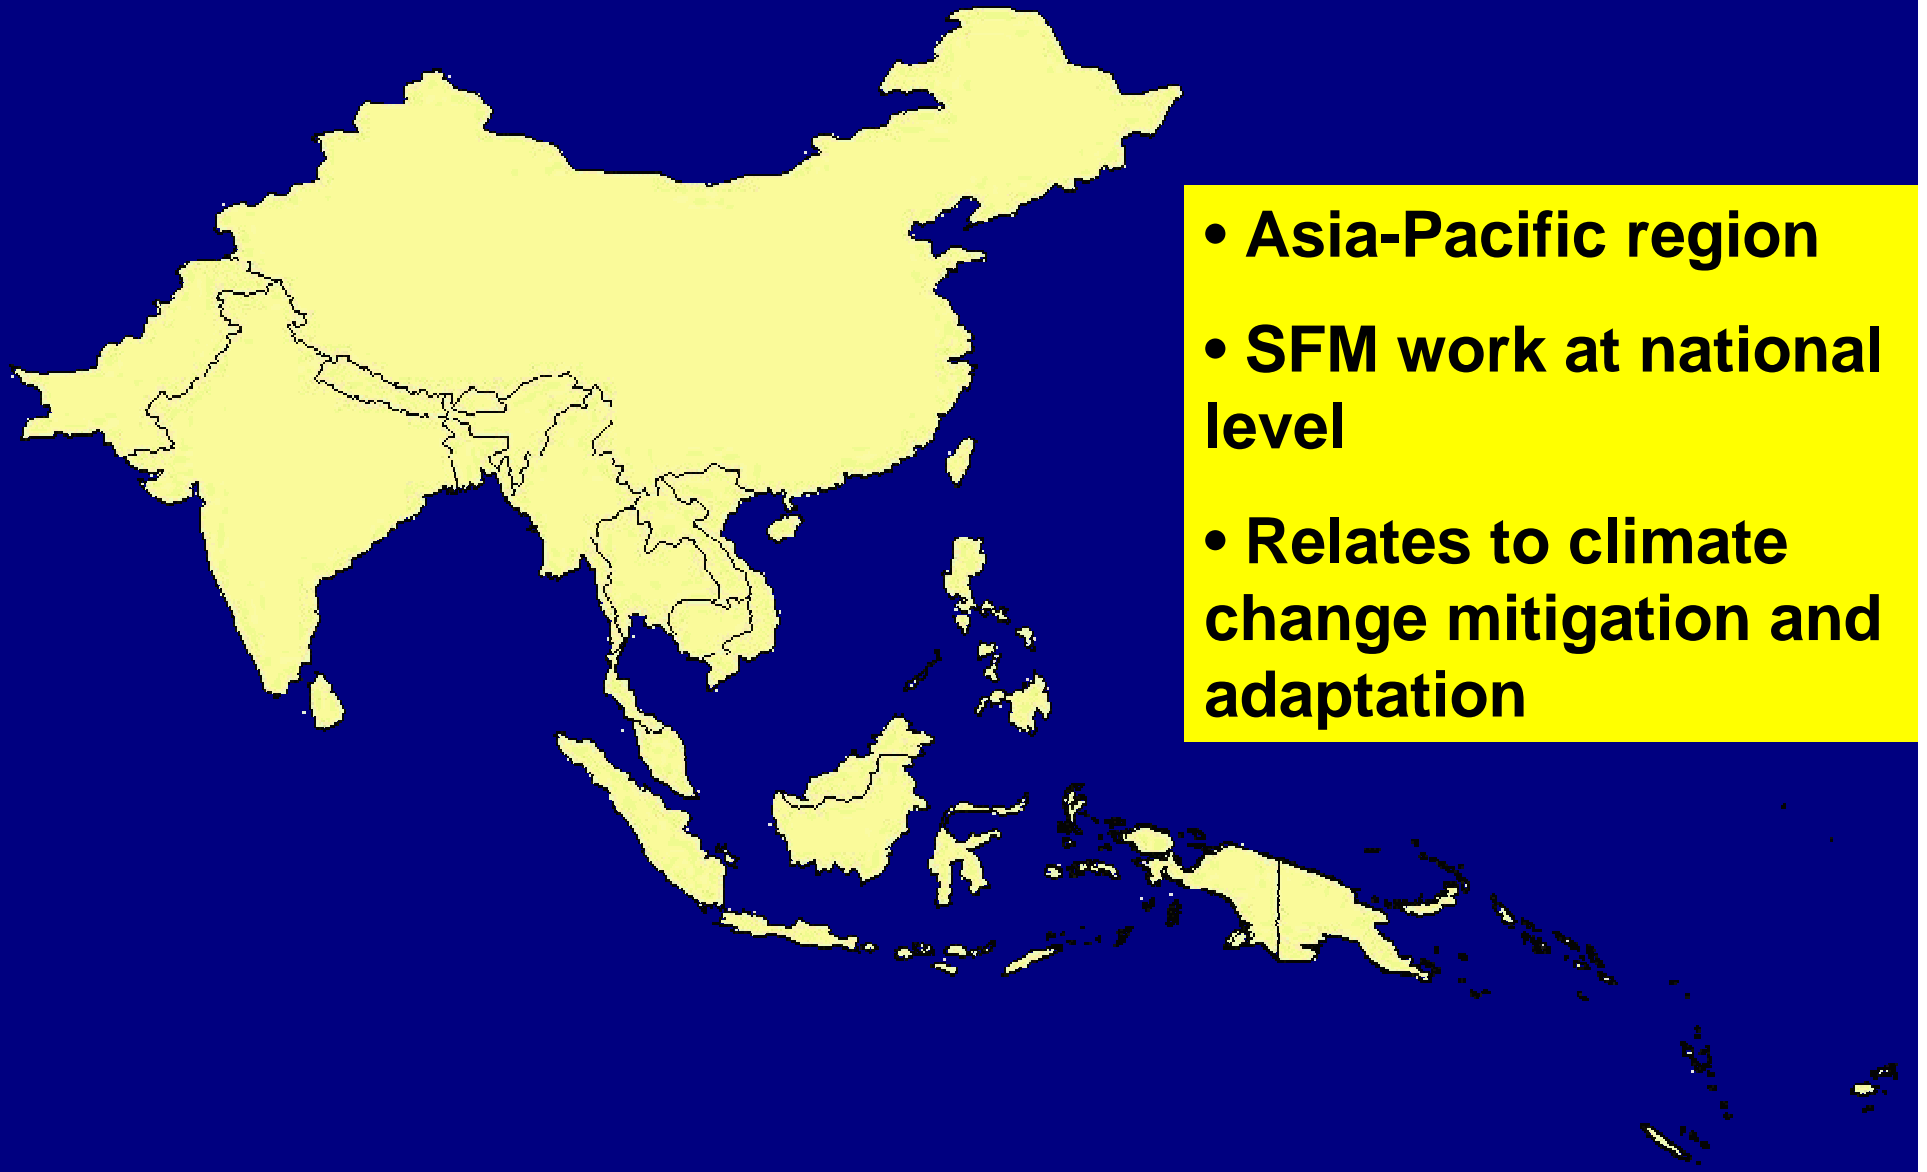 • Asia-Pacific region
• SFM work at national
level
• Relates to climate
change mitigation and
adaptation